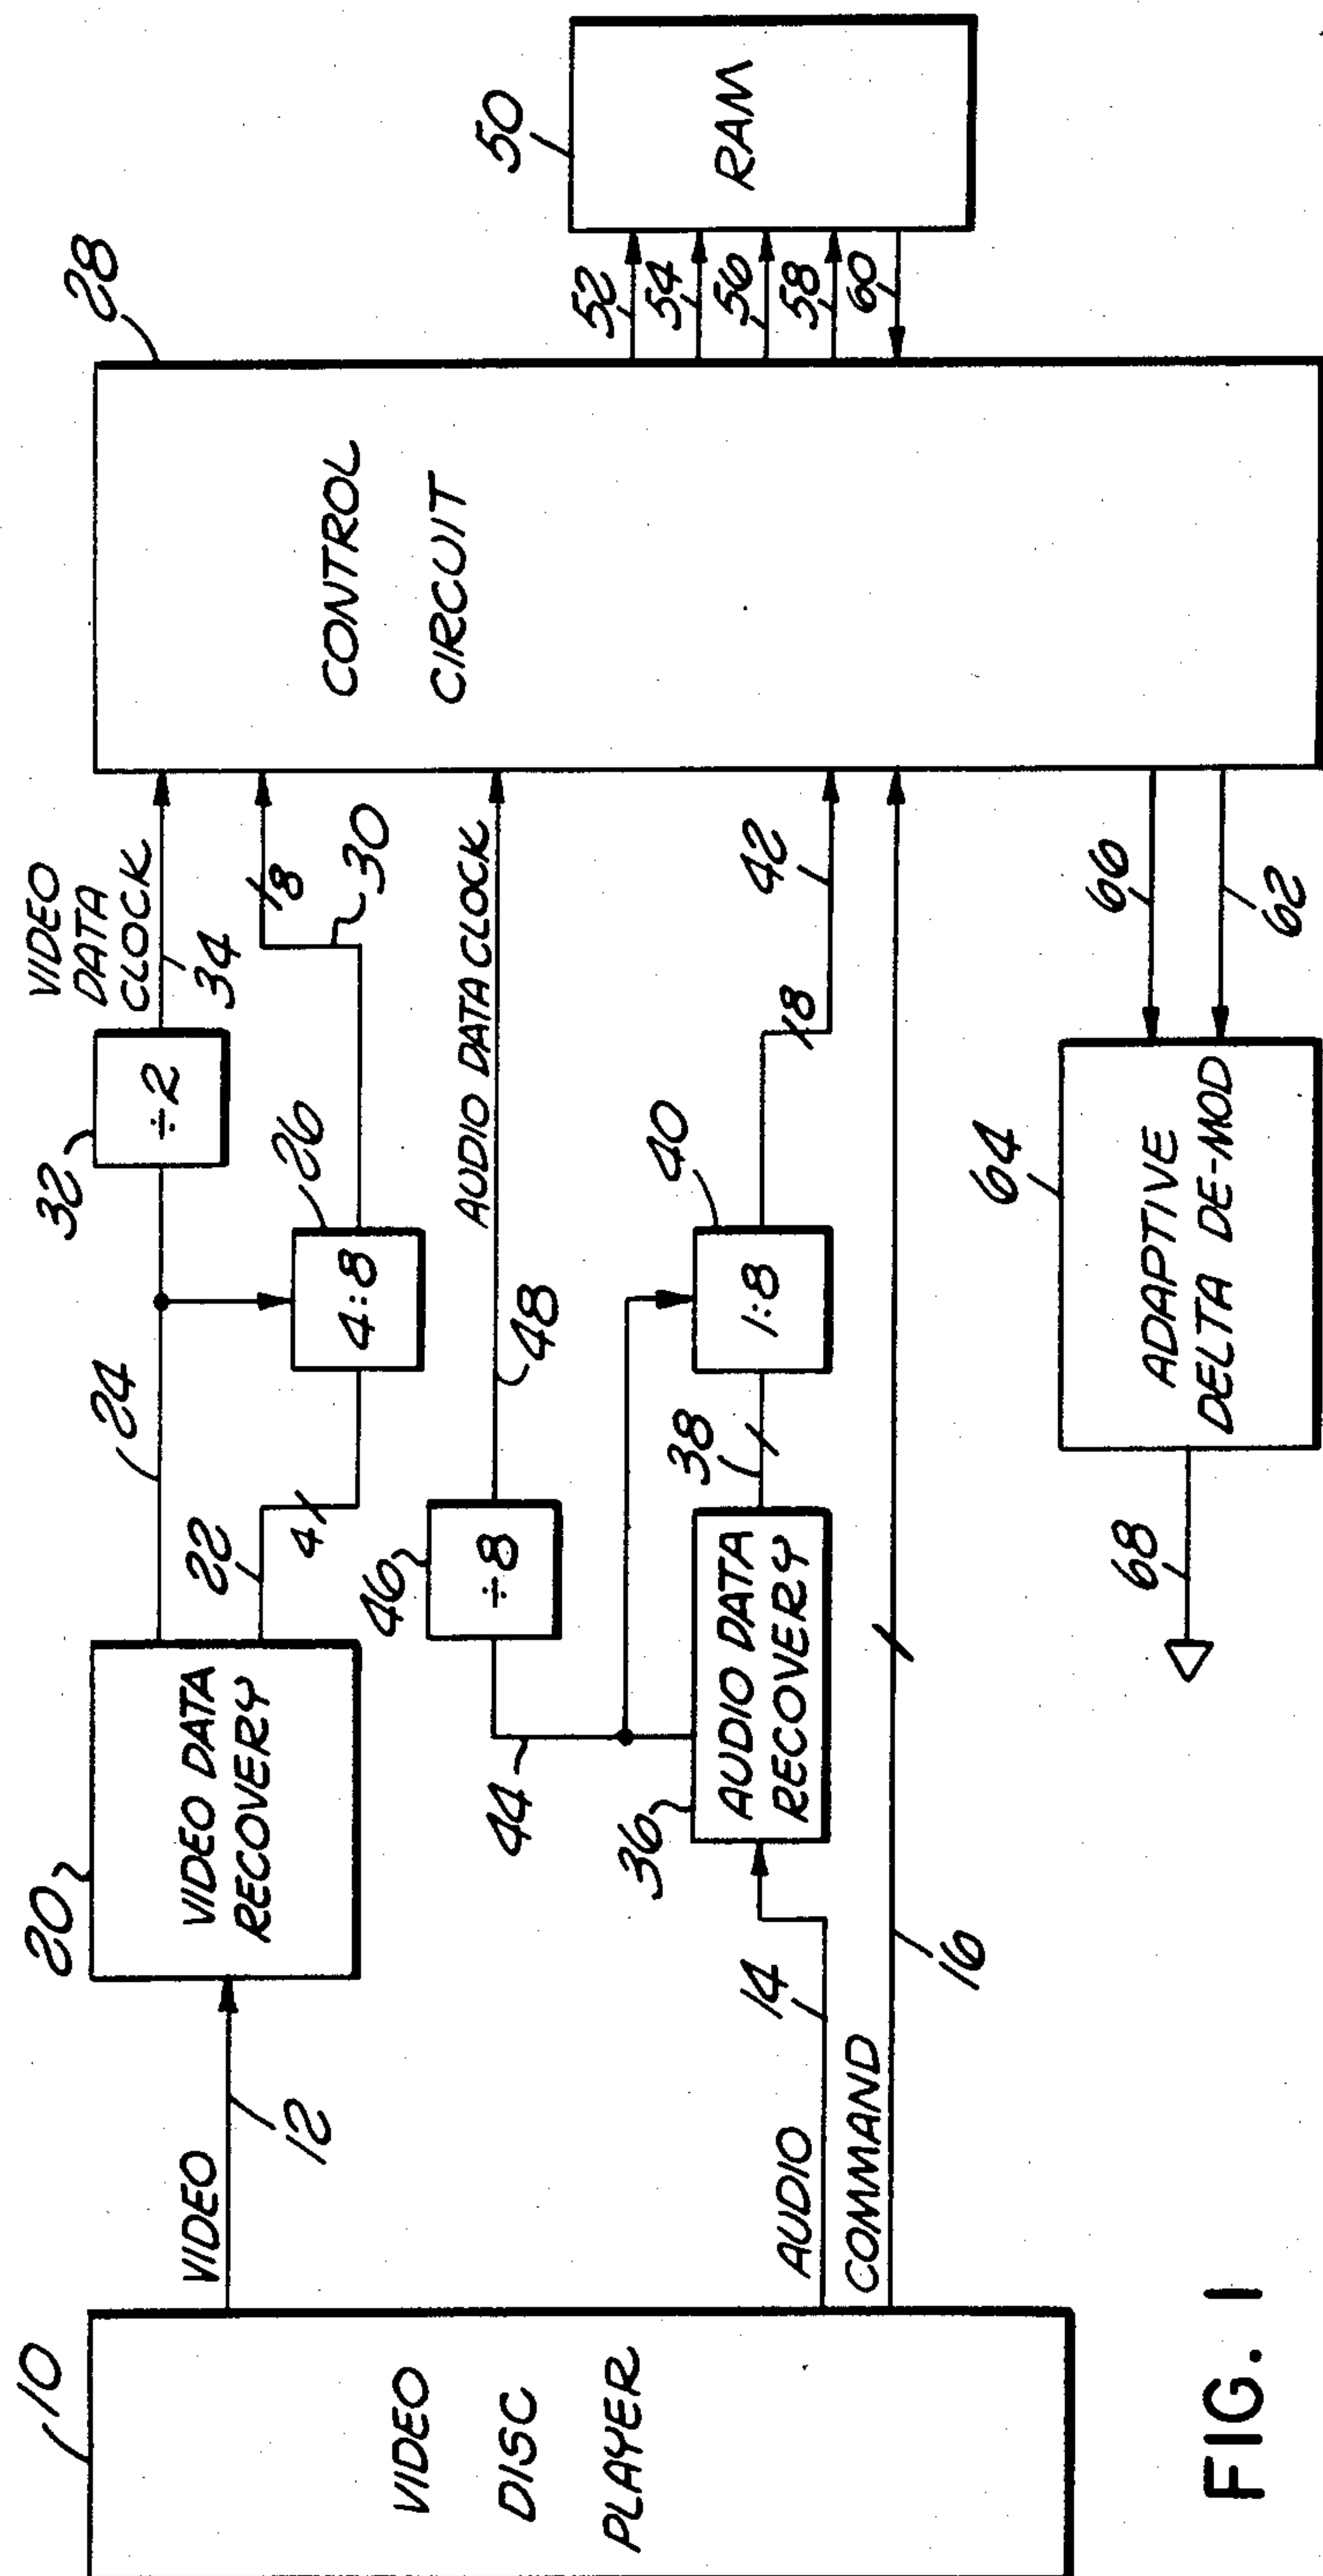 10
VIDEO
DISC
PLAYER
VIDEO
12
AUDIO
14
COMMAND
16
20
VIDEO DATA
RECOVERY
22
4
24
26
4:8
32
÷2
VIDEO
DATA
CLOCK
34
8
30
36
AUDIO DATA
RECOVERY
38
40
1:8
8
42
44
46
÷8
48
AUDIO DATA CLOCK
28
CONTROL
CIRCUIT
50
RAM
52
54
56
58
60
66
62
64
ADAPTIVE
DELTA DE-MOD
68
FIG. 1